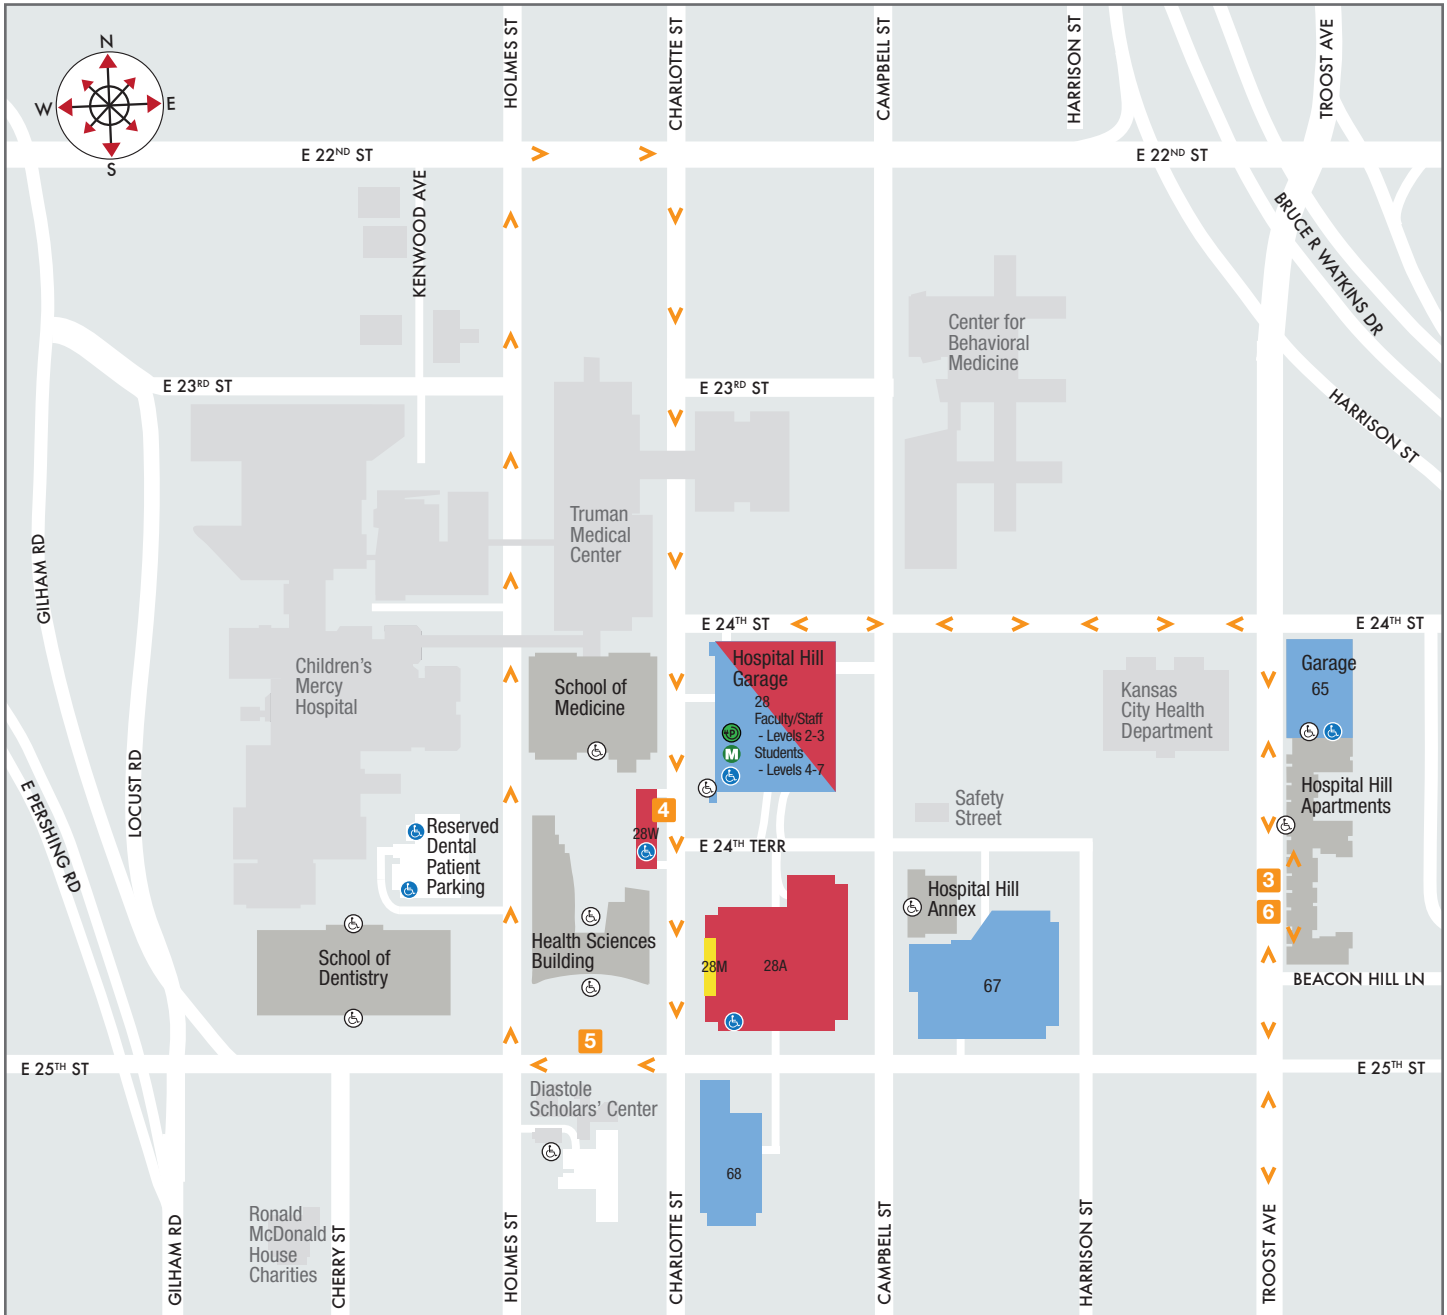 N
W
E
S
HOLMES ST
CHARLOTTE ST
CAMPBELL ST
HARRISON ST
TROOST AVE
E 22ND ST
E 22ND ST
KENWOOD AVE
BRUCE R WATKINS DR
Center for
Behavioral
Medicine
E 23RD ST
E 23RD ST
HARRISON ST
Truman
Medical
Center
GILHAM RD
E 24TH ST
E 24TH ST
Children's
Mercy
Hospital
School of
Medicine
Hospital Hill
Garage
28
Faculty/Staff
- Levels 2-3
P
M
Students
- Levels 4-7
Kansas
City Health
Department
Garage
65
LOCUST RD
E PERSHING RD
Reserved
Dental
Patient
Parking
4
28W
E 24TH TERR
Safety
Street
Hospital Hill
Apartments
3
6
Hospital Hill
Annex
School of
Dentistry
Health Sciences
Building
28M
28A
67
BEACON HILL LN
5
E 25TH ST
E 25TH ST
Diastole
Scholars' Center
68
Ronald
McDonald
House
Charities
GILHAM RD
CHERRY ST
HOLMES ST
CHARLOTTE ST
CAMPBELL ST
HARRISON ST
TROOST AVE